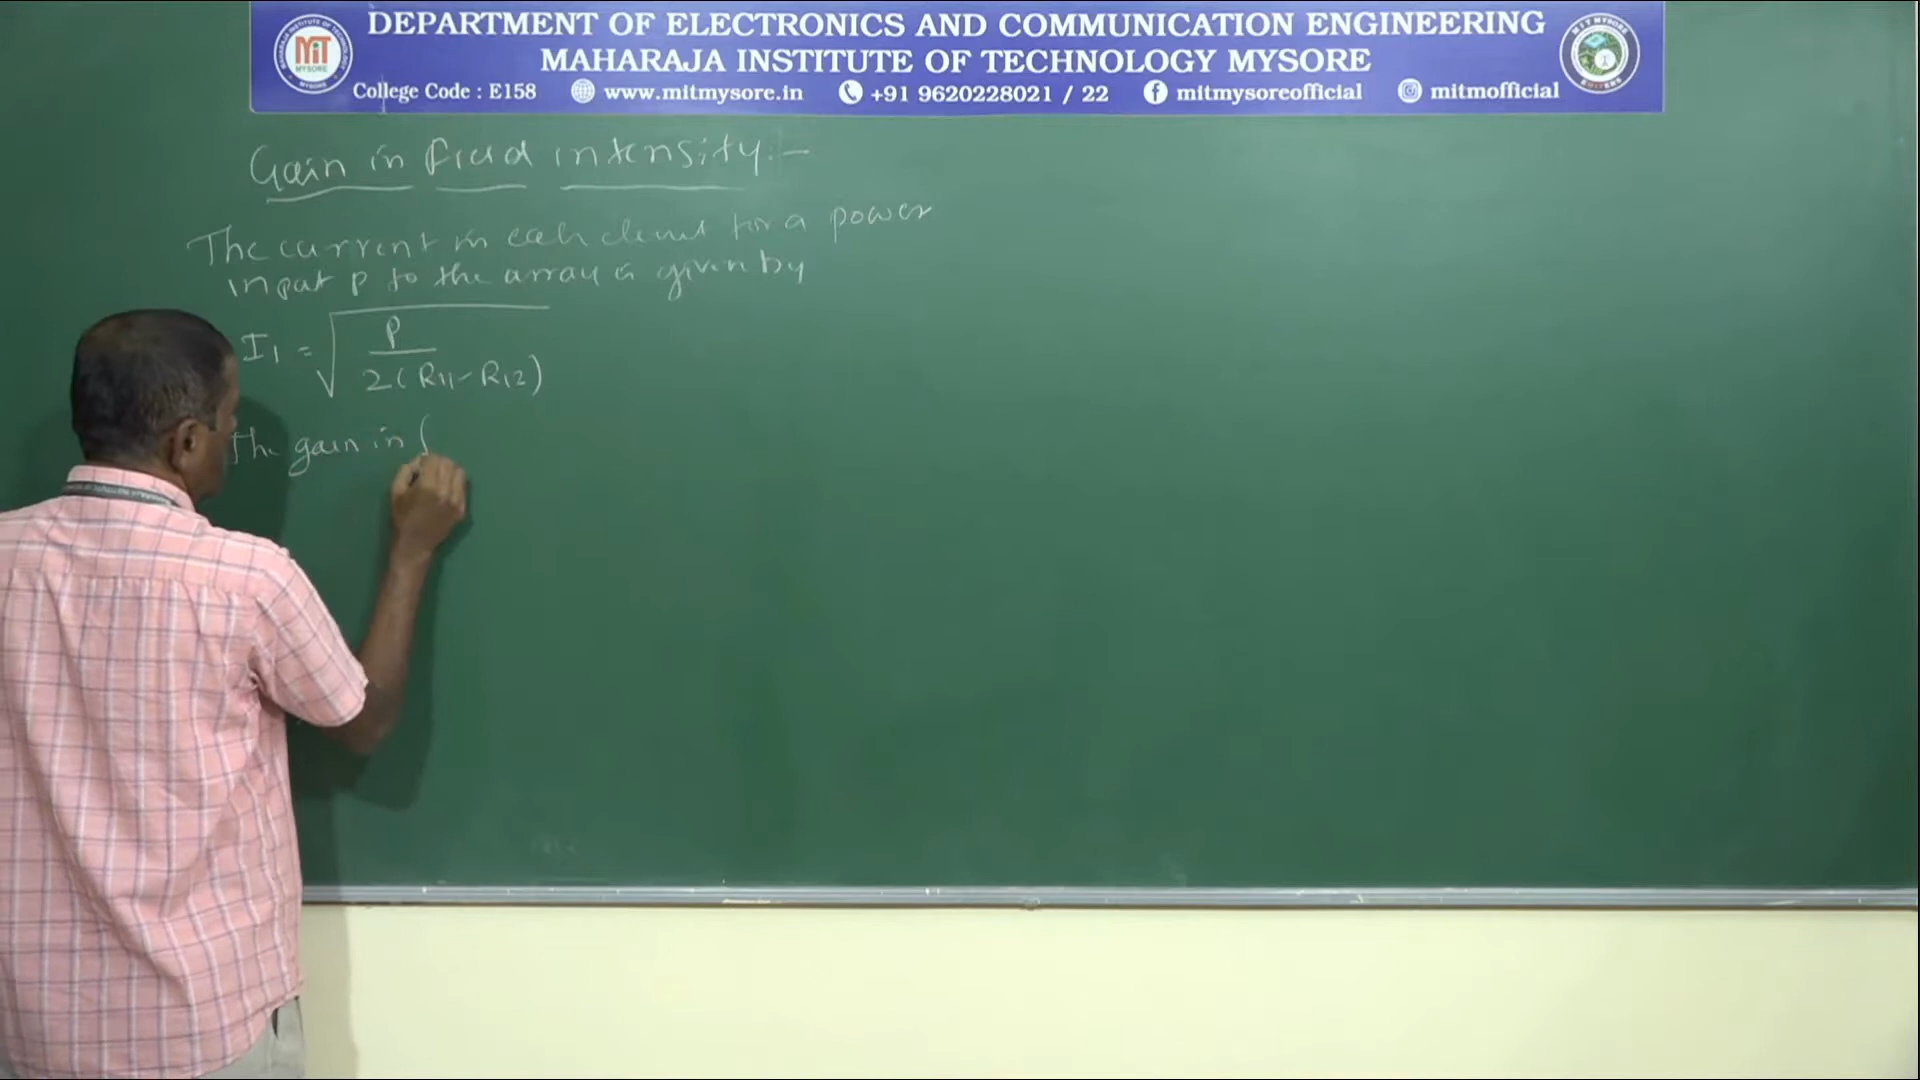 DEPARTMENT OF ELECTRONICS AND COMMUNICATION ENGINEERING
MAHARAJA INSTITUTE OF TECHNOLOGY MYSORE
College Code : E158 www.mitmysore.in +91 9620228021 / 22 mitmysoreofficial mitmofficial
MIT
MYSORE
Gain in field intensity:-
The current in each element for a power
input P to the array is given by
I1 = √(P / 2(R11-R12))
The gain in f